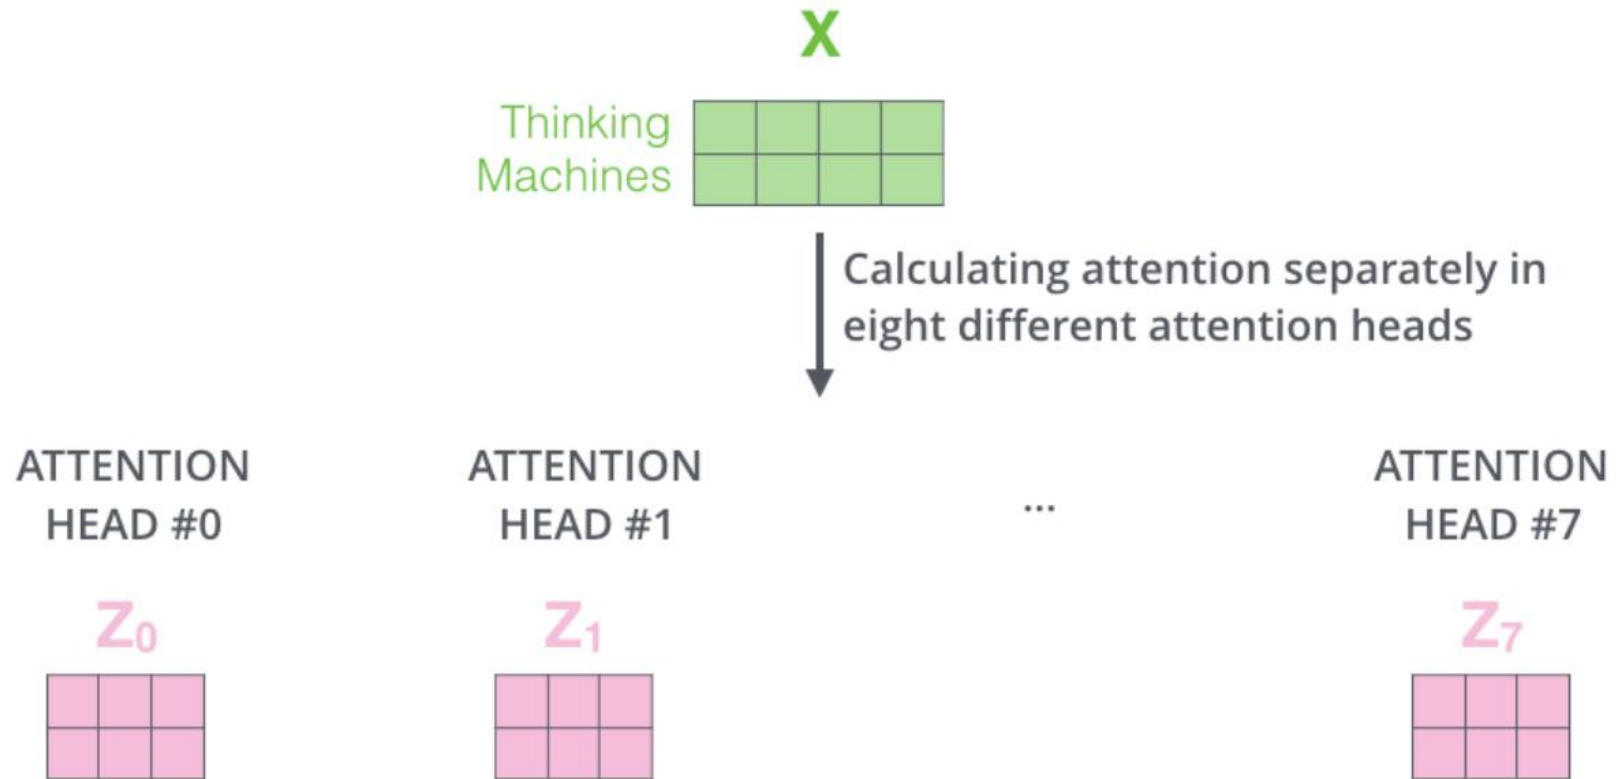 X
Thinking
Machines
Calculating attention separately in
eight different attention heads
ATTENTION
HEAD #0
ATTENTION
HEAD #1
...
ATTENTION
HEAD #7
Z0
Z1
Z7